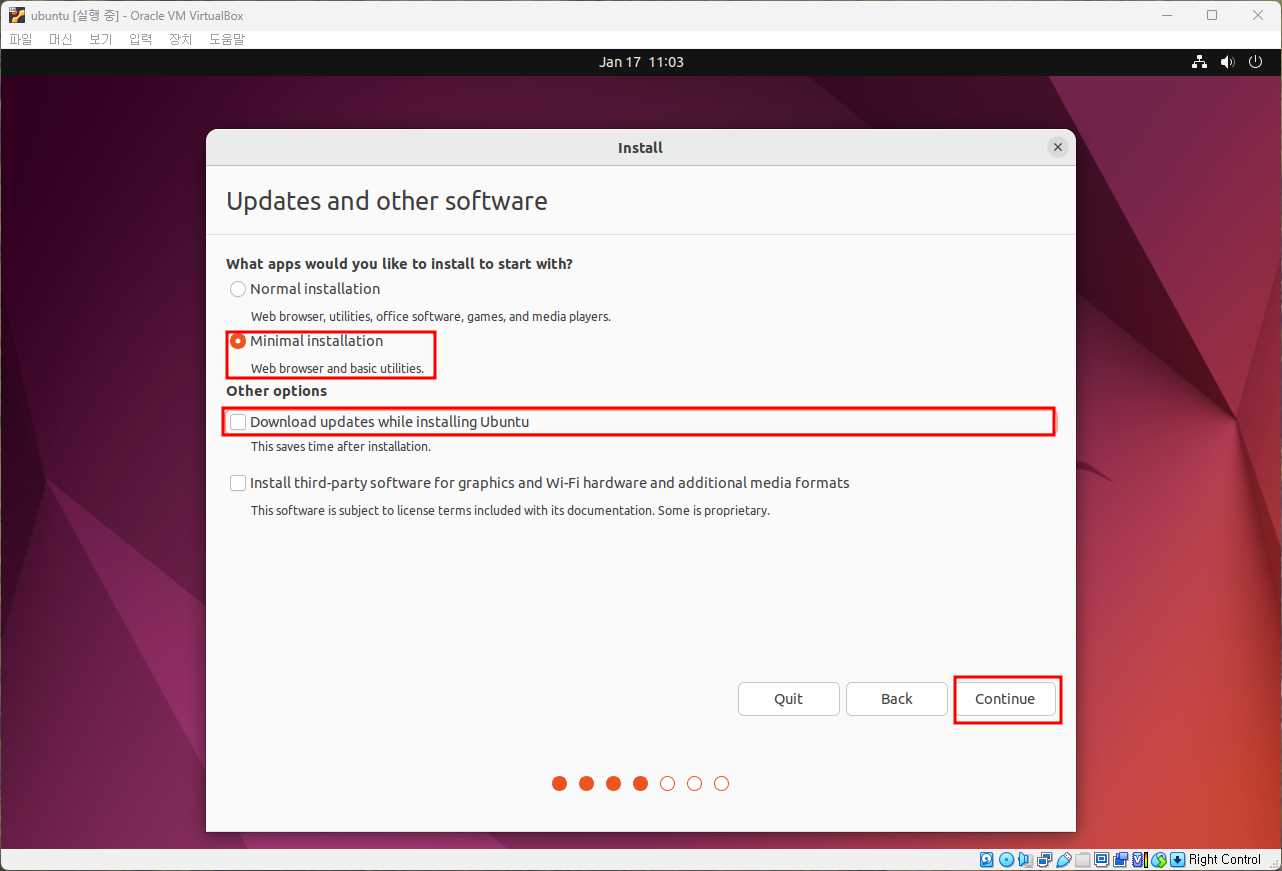 ubuntu [실행 중] - Oracle VM VirtualBox
파일 머신 보기 입력 장치 도움말
Jan 17 11:03
Install
Updates and other software
What apps would you like to install to start with?
Normal installation
Web browser, utilities, office software, games, and media players.
Minimal installation
Web browser and basic utilities.
Other options
Download updates while installing Ubuntu
This saves time after installation.
Install third-party software for graphics and Wi-Fi hardware and additional media formats
This software is subject to license terms included with its documentation. Some is proprietary.
Quit Back Continue
Right Control